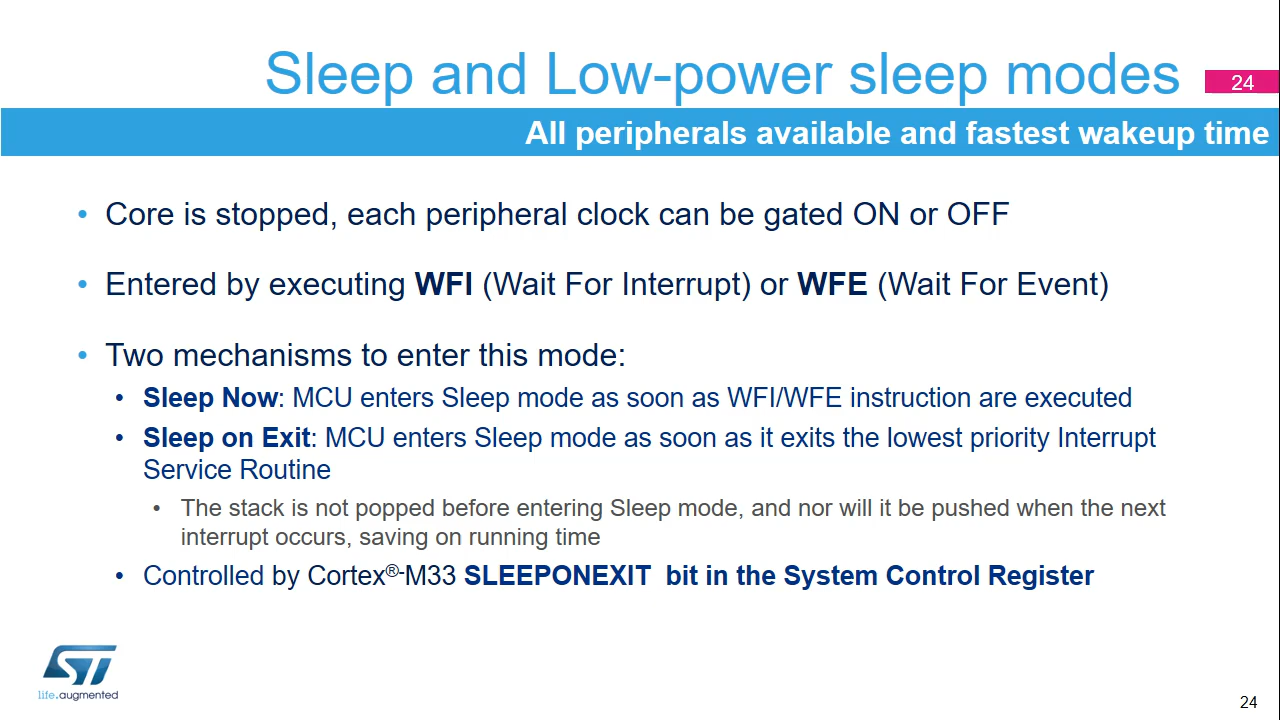 Sleep and Low-power sleep modes
24
All peripherals available and fastest wakeup time
• Core is stopped, each peripheral clock can be gated ON or OFF
• Entered by executing WFI (Wait For Interrupt) or WFE (Wait For Event)
• Two mechanisms to enter this mode:
• Sleep Now: MCU enters Sleep mode as soon as WFI/WFE instruction are executed
• Sleep on Exit: MCU enters Sleep mode as soon as it exits the lowest priority Interrupt
Service Routine
• The stack is not popped before entering Sleep mode, and nor will it be pushed when the next
interrupt occurs, saving on running time
• Controlled by Cortex®-M33 SLEEPONEXIT bit in the System Control Register
ST
life.augmented
24